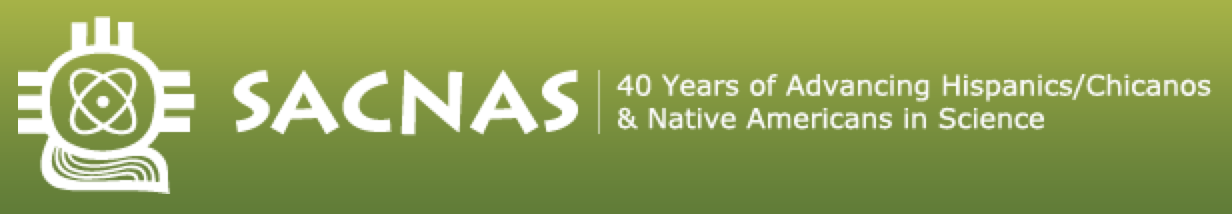 SACNAS
40 Years of Advancing Hispanics/Chicanos
& Native Americans in Science